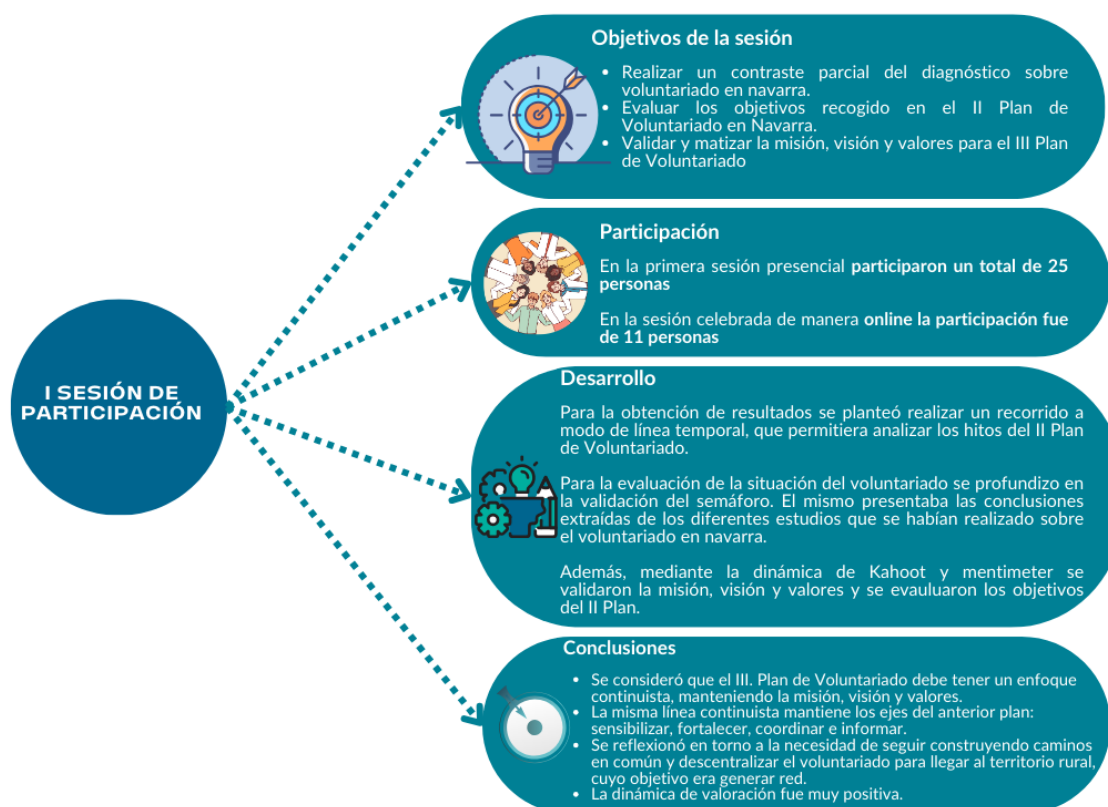 Objetivos de la sesión
• Realizar un contraste parcial del diagnóstico sobre
voluntariado en navarra.
• Evaluar los objetivos recogido en el II Plan de
Voluntariado en Navarra.
• Validar y matizar la misión, visión y valores para el III Plan
de Voluntariado
Participación
En la primera sesión presencial participaron un total de 25
personas
En la sesión celebrada de manera online la participación fue
de 11 personas
I SESIÓN DE
PARTICIPACIÓN
Desarrollo
Para la obtención de resultados se planteó realizar un recorrido a
modo de línea temporal, que permitiera analizar los hitos del II Plan
de Voluntariado.
Para la evaluación de la situación del voluntariado se profundizo en
la validación del semáforo. El mismo presentaba las conclusiones
extraídas de los diferentes estudios que se habían realizado sobre
el voluntariado en navarra.
Además, mediante la dinámica de Kahoot y mentimeter se
validaron la misión, visión y valores y se evauluaron los objetivos
del II Plan.
Conclusiones
• Se consideró que el III. Plan de Voluntariado debe tener un enfoque
continuista, manteniendo la misión, visión y valores.
• La misma línea continuista mantiene los ejes del anterior plan:
sensibilizar, fortalecer, coordinar e informar.
• Se reflexionó en torno a la necesidad de seguir construyendo caminos
en común y descentralizar el voluntariado para llegar al territorio rural,
cuyo objetivo era generar red.
• La dinámica de valoración fue muy positiva.